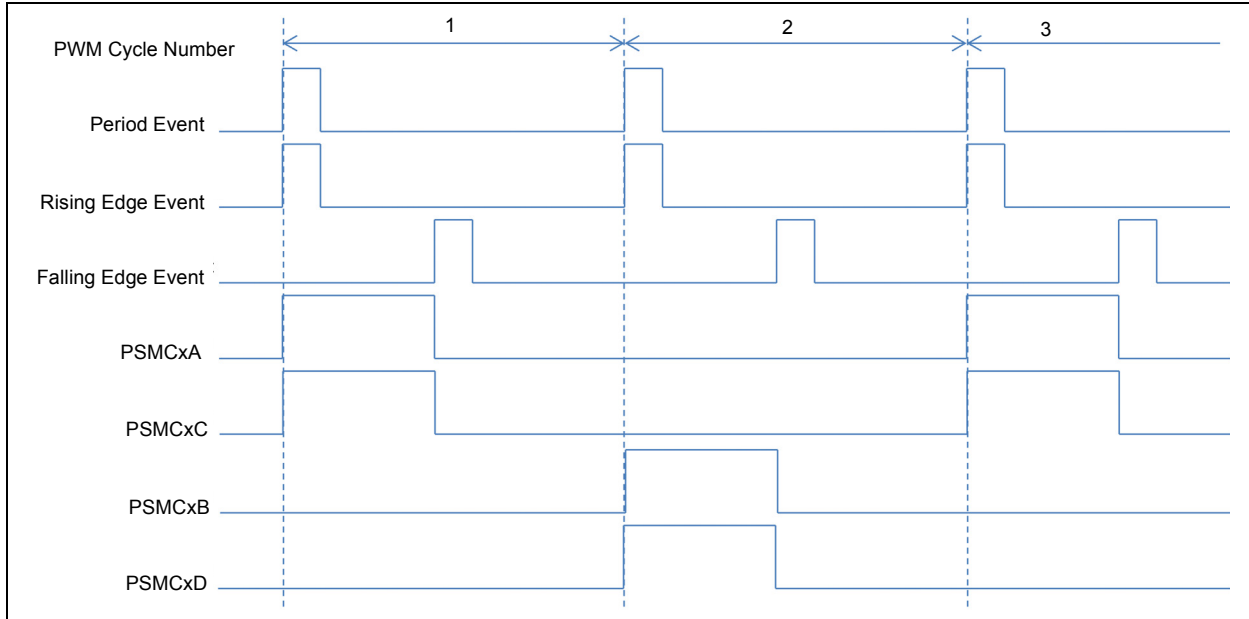 1
2
3
PWM Cycle Number
Period Event
Rising Edge Event
Falling Edge Event
PSMCxA
PSMCxC
PSMCxB
PSMCxD